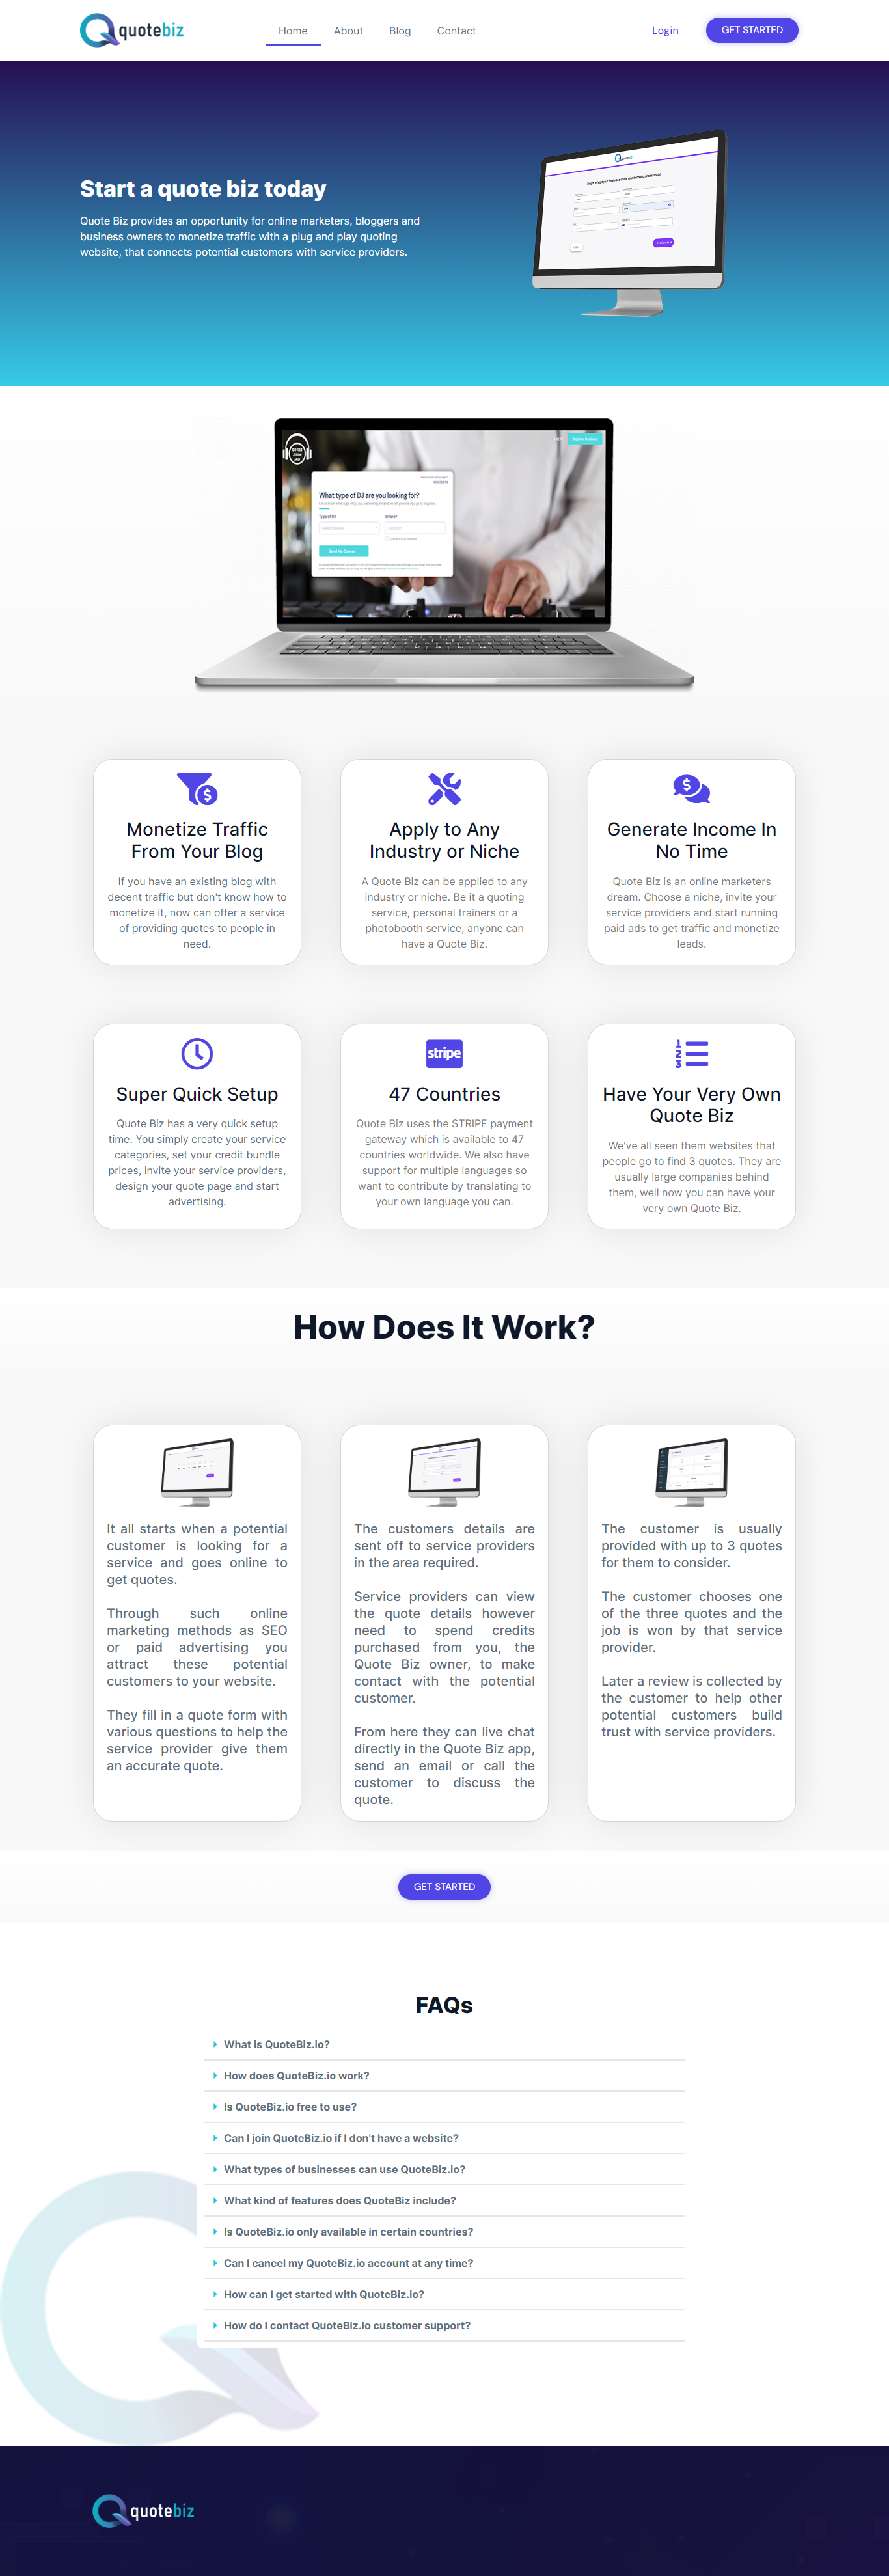 quotebiz
Home
About
Blog
Contact
Login
GET STARTED
Start a quote biz today
Quote Biz provides an opportunity for online marketers, bloggers and
business owners to monetize traffic with a plug and play quoting
website, that connects potential customers with service providers.
What type of DJ are you looking for?
Type of DJ
Where?
Location
Send Me Quotes
Monetize Traffic
From Your Blog
If you have an existing blog with
decent traffic but don't know how to
monetize it, now can offer a service
of providing quotes to people in
need.
Apply to Any
Industry or Niche
A Quote Biz can be applied to any
industry or niche. Be it a quoting
service, personal trainers or a
photobooth service, anyone can
have a Quote Biz.
Generate Income In
No Time
Quote Biz is an online marketers
dream. Choose a niche, invite your
service providers and start running
paid ads to get traffic and monetize
leads.
Super Quick Setup
Quote Biz has a very quick setup
time. You simply create your service
categories, set your credit bundle
prices, invite your service providers,
design your quote page and start
advertising.
stripe
47 Countries
Quote Biz uses the STRIPE payment
gateway which is available to 47
countries worldwide. We also have
support for multiple languages so
want to contribute by translating to
your own language you can.
1
2
3
Have Your Very Own
Quote Biz
We've all seen them websites that
people go to find 3 quotes. They are
usually large companies behind
them, well now you can have your
very own Quote Biz.
How Does It Work?
It all starts when a potential
customer is looking for a
service and goes online to
get quotes.
Through such online
marketing methods as SEO
or paid advertising you
attract these potential
customers to your website.
They fill in a quote form with
various questions to help the
service provider give them
an accurate quote.
The customers details are
sent off to service providers
in the area required.
Service providers can view
the quote details however
need to spend credits
purchased from you, the
Quote Biz owner, to make
contact with the potential
customer.
From here they can live chat
directly in the Quote Biz app,
send an email or call the
customer to discuss the
quote.
The customer is usually
provided with up to 3 quotes
for them to consider.
The customer chooses one
of the three quotes and the
job is won by that service
provider.
Later a review is collected by
the customer to help other
potential customers build
trust with service providers.
GET STARTED
FAQs
What is QuoteBiz.io?
How does QuoteBiz.io work?
Is QuoteBiz.io free to use?
Can I join QuoteBiz.io if I don't have a website?
What types of businesses can use QuoteBiz.io?
What kind of features does QuoteBiz include?
Is QuoteBiz.io only available in certain countries?
Can I cancel my QuoteBiz.io account at any time?
How can I get started with QuoteBiz.io?
How do I contact QuoteBiz.io customer support?
quotebiz